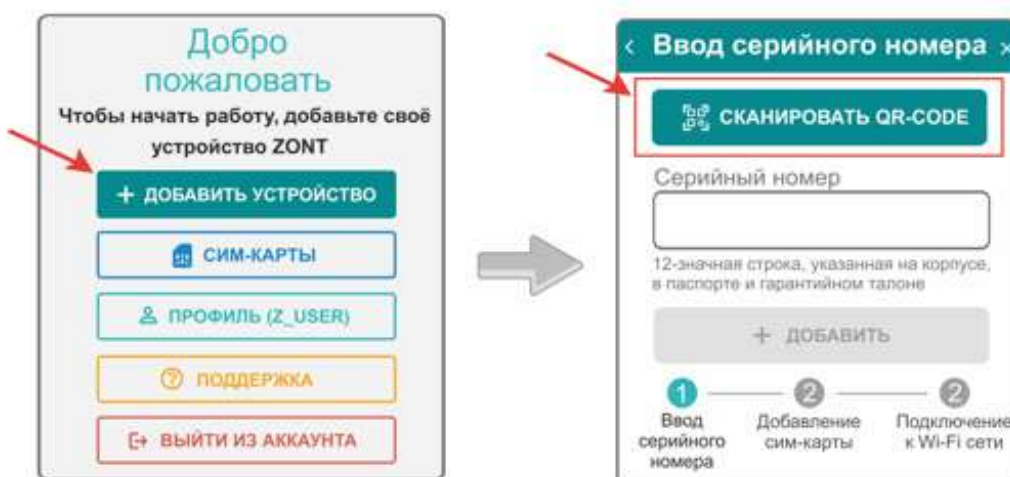 Добро
пожаловать
Чтобы начать работу, добавьте своё
устройство ZONT
+ ДОБАВИТЬ УСТРОЙСТВО
СИМ-КАРТЫ
ПРОФИЛЬ (Z_USER)
ПОДДЕРЖКА
ВЫЙТИ ИЗ АККАУНТА
< Ввод серийного номера ×
СКАНИРОВАТЬ QR-CODE
Серийный номер
12-значная строка, указанная на корпусе,
в паспорте и гарантийном талоне
+ ДОБАВИТЬ
1 2 2
Ввод серийного номера
Добавление сим-карты
Подключение к Wi-Fi сети